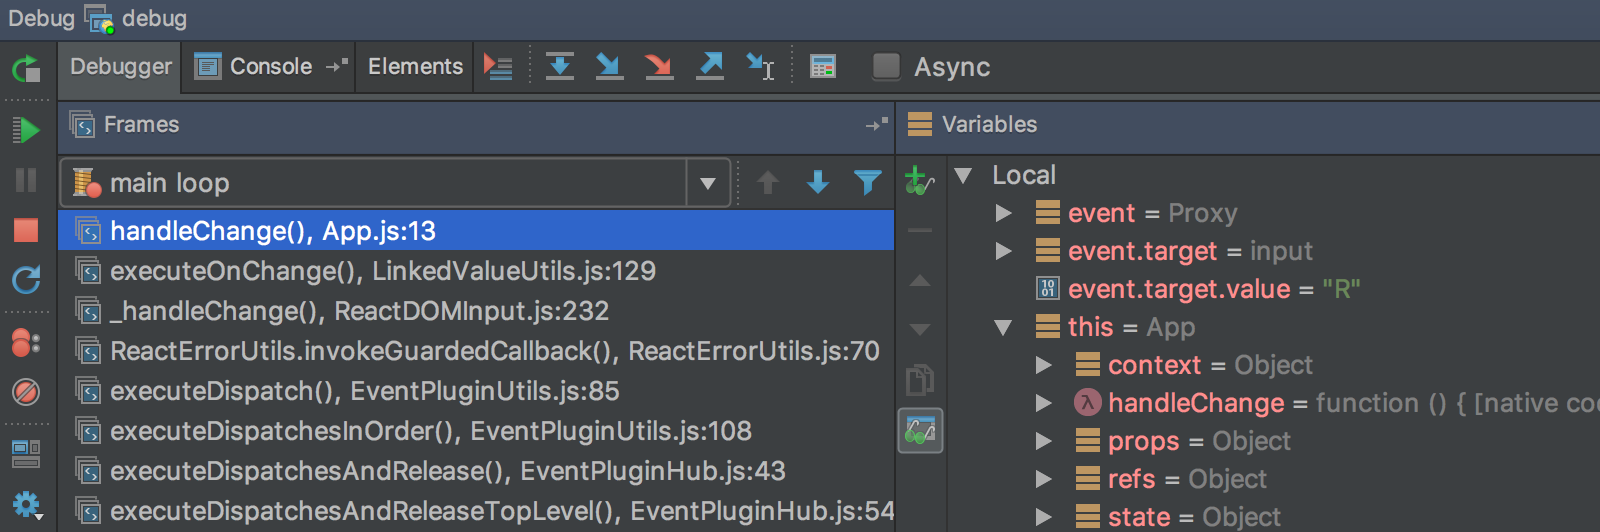 Debug debug
Debugger Console Elements Async
Frames
main loop
handleChange(), App.js:13
executeOnChange(), LinkedValueUtils.js:129
_handleChange(), ReactDOMInput.js:232
ReactErrorUtils.invokeGuardedCallback(), ReactErrorUtils.js:70
executeDispatch(), EventPluginUtils.js:85
executeDispatchesInOrder(), EventPluginUtils.js:108
executeDispatchesAndRelease(), EventPluginHub.js:43
executeDispatchesAndReleaseTopLevel(), EventPluginHub.js:54
Variables
Local
event = Proxy
event.target = input
10
01
event.target.value = "R"
this = App
context = Object
λ handleChange = function () { [native co
props = Object
refs = Object
state = Object